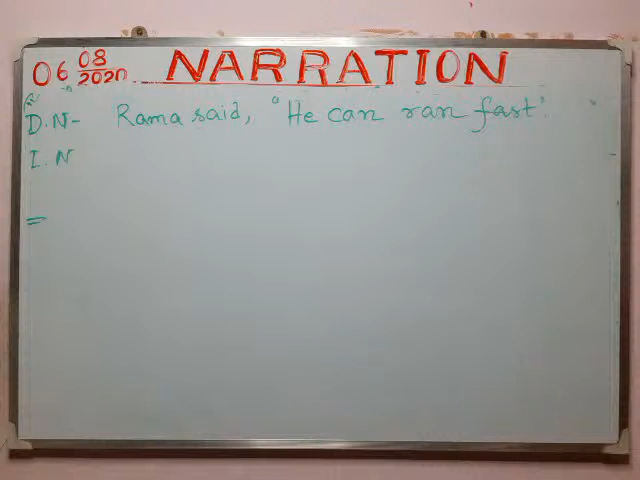 06 08/2020 NARRATION
D.N- Rama said, "He can ran fast".
I.N
=